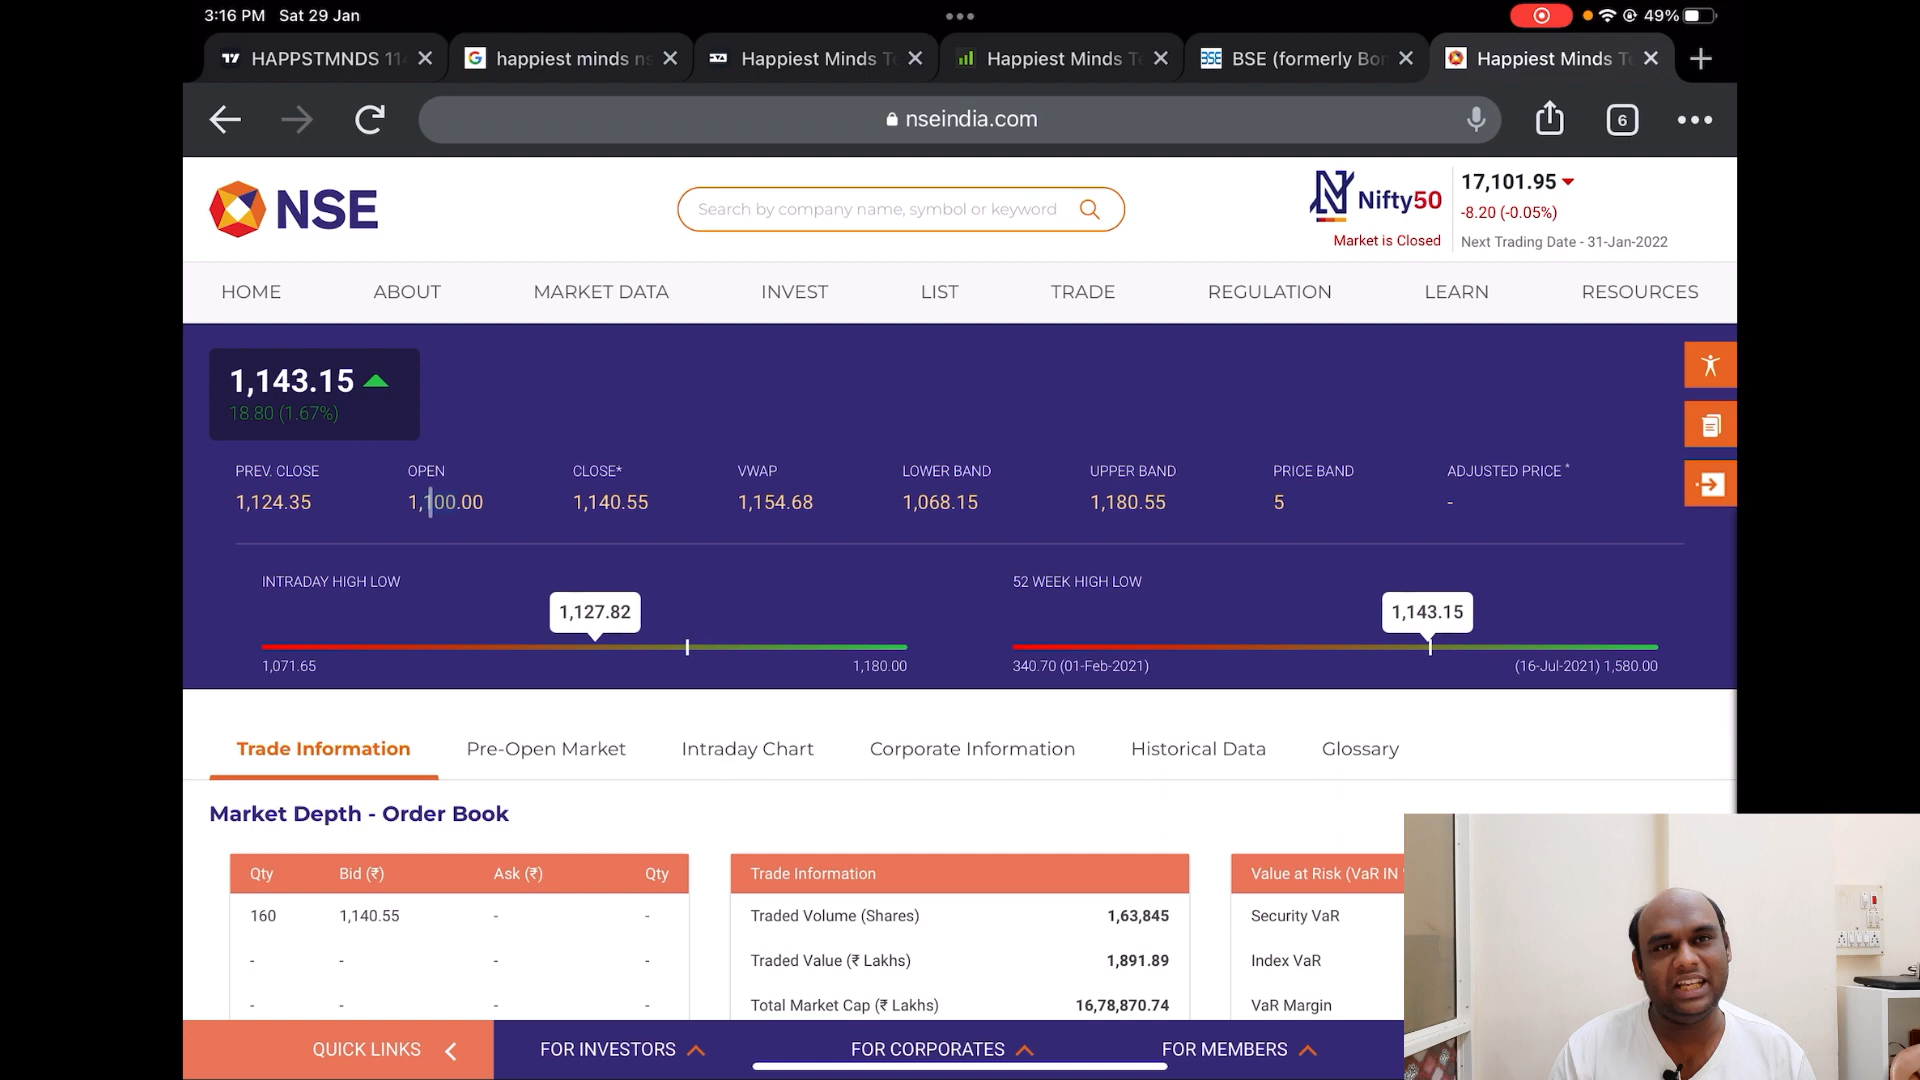 3:16 PM Sat 29 Jan
49%
HAPPSTMNDS 11
happiest minds ns
Happiest Minds Te
Happiest Minds Te
BSE (formerly Bom
Happiest Minds Te
nseindia.com
6
NSE
Search by company name, symbol or keyword
Nifty50
17,101.95
-8.20 (-0.05%)
Market is Closed
Next Trading Date - 31-Jan-2022
HOME ABOUT MARKET DATA INVEST LIST TRADE REGULATION LEARN RESOURCES
1,143.15
18.80 (1.67%)
PREV. CLOSE OPEN CLOSE* VWAP LOWER BAND UPPER BAND PRICE BAND ADJUSTED PRICE*
1,124.35 1,100.00 1,140.55 1,154.68 1,068.15 1,180.55 5 -
INTRADAY HIGH LOW 52 WEEK HIGH LOW
1,127.82 1,143.15
1,071.65 1,180.00 340.70 (01-Feb-2021) (16-Jul-2021) 1,580.00
Trade Information Pre-Open Market Intraday Chart Corporate Information Historical Data Glossary
Market Depth - Order Book
Qty Bid (₹) Ask (₹) Qty Trade Information Value at Risk (VaR IN
160 1,140.55 - - Traded Volume (Shares) 1,63,845 Security VaR
- - - - Traded Value (₹ Lakhs) 1,891.89 Index VaR
- - - - Total Market Cap (₹ Lakhs) 16,78,870.74 VaR Margin
QUICK LINKS FOR INVESTORS FOR CORPORATES FOR MEMBERS